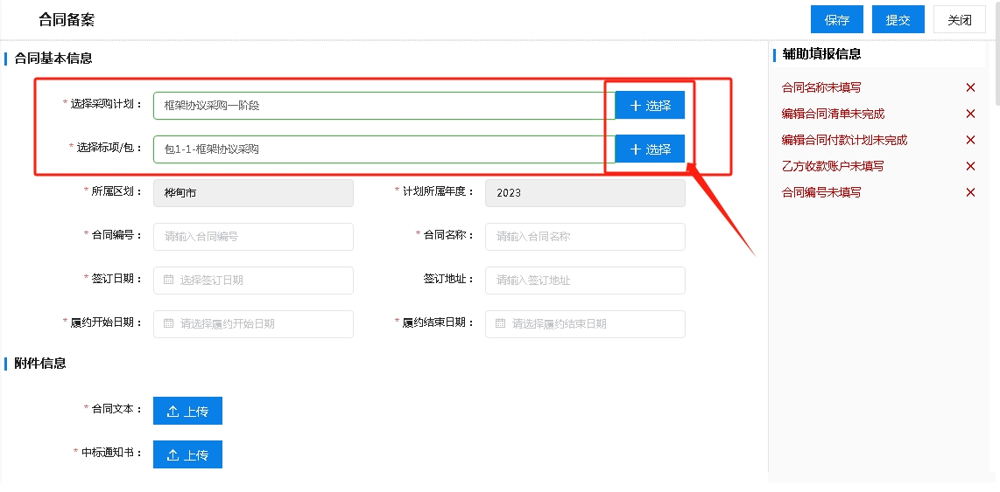 合同备案
保存 提交 关闭
合同基本信息
* 选择采购计划： 框架协议采购一阶段 + 选择
* 选择标项/包： 包1-1-框架协议采购 + 选择
* 所属区划： 桦甸市 * 计划所属年度： 2023
* 合同编号： 请输入合同编号 * 合同名称： 请输入合同名称
* 签订日期： 选择签订日期 签订地址： 请输入签订地址
* 履约开始日期： 请选择履约开始日期 * 履约结束日期： 请选择履约结束日期
附件信息
* 合同文本： 上传
* 中标通知书： 上传
辅助填报信息
合同名称未填写
编辑合同清单未完成
编辑合同付款计划未完成
乙方收款账户未填写
合同编号未填写